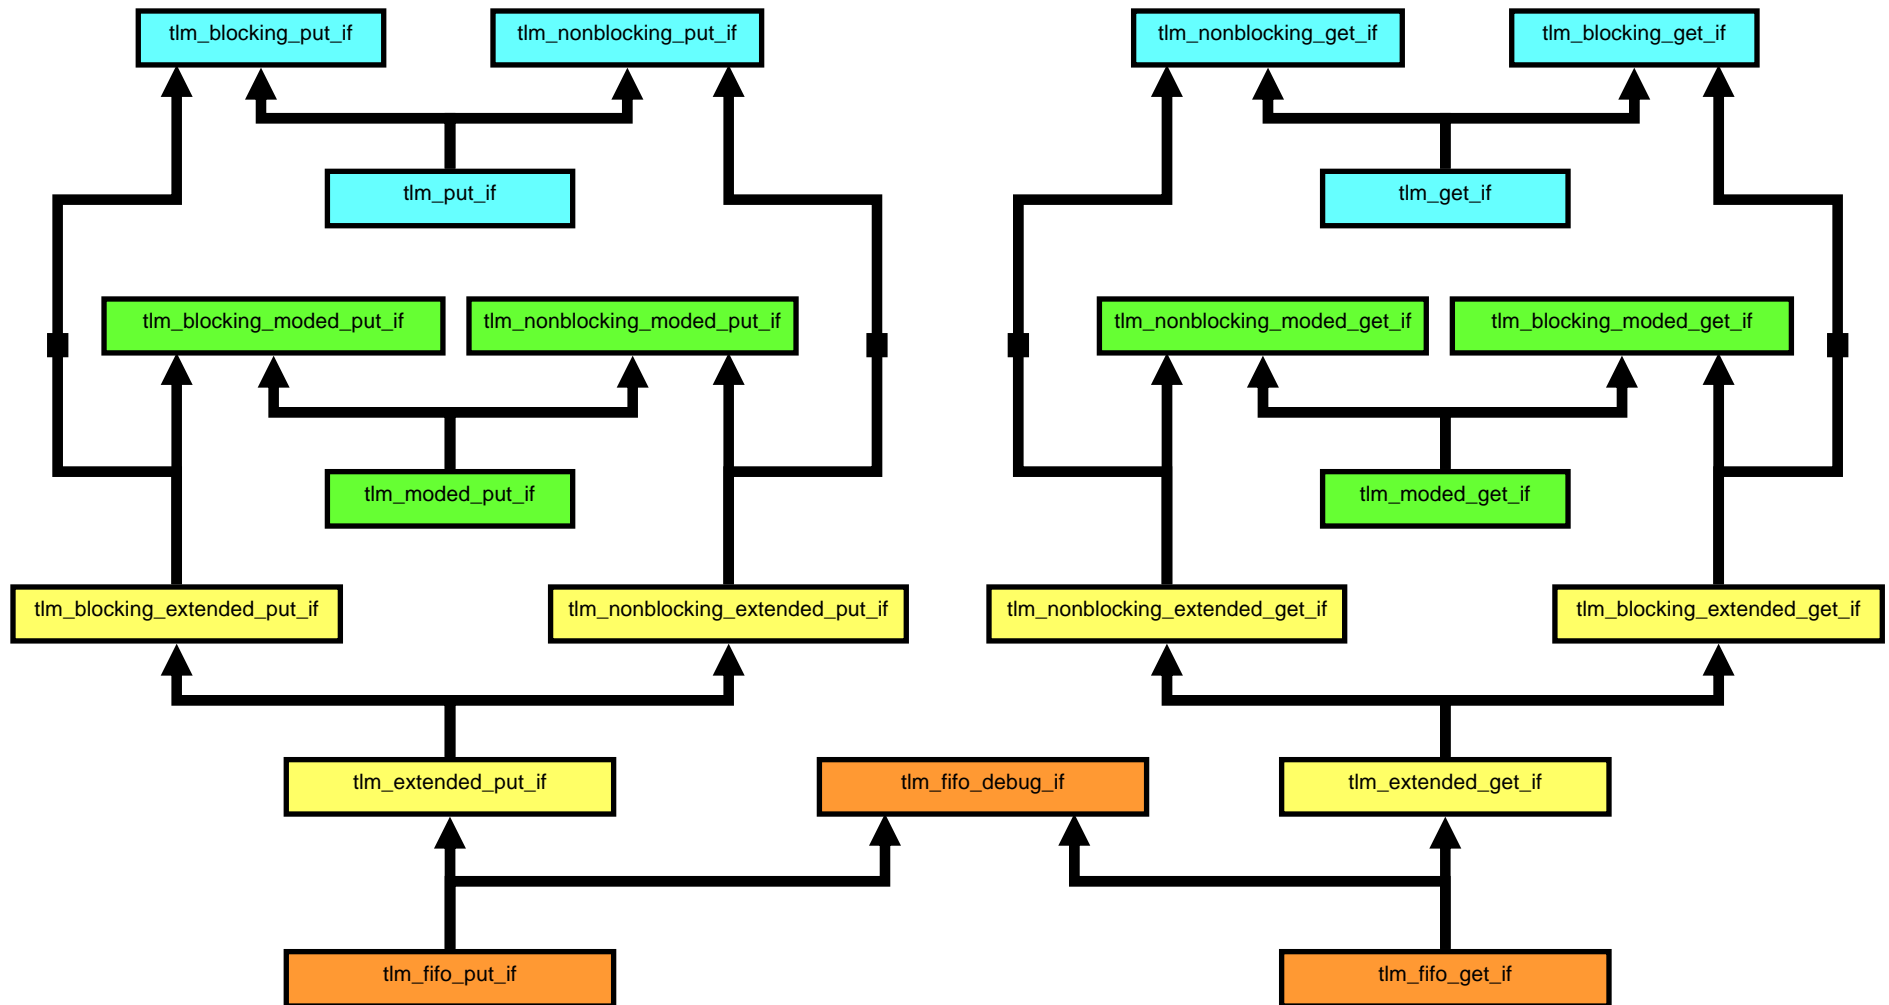 tlm_blocking_put_if
tlm_nonblocking_put_if
tlm_nonblocking_get_if
tlm_blocking_get_if
tlm_put_if
tlm_get_if
tlm_blocking_moded_put_if
tlm_nonblocking_moded_put_if
tlm_nonblocking_moded_get_if
tlm_blocking_moded_get_if
tlm_moded_put_if
tlm_moded_get_if
tlm_blocking_extended_put_if
tlm_nonblocking_extended_put_if
tlm_nonblocking_extended_get_if
tlm_blocking_extended_get_if
tlm_extended_put_if
tlm_fifo_debug_if
tlm_extended_get_if
tlm_fifo_put_if
tlm_fifo_get_if